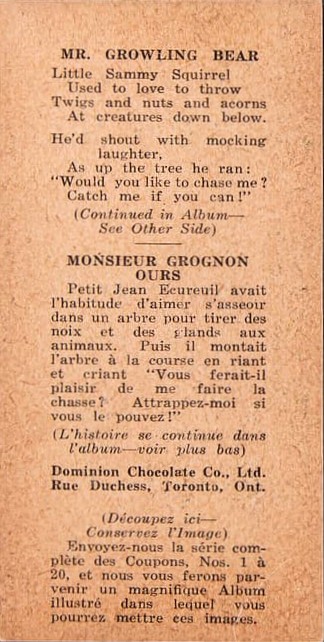 MR. GROWLING BEAR
Little Sammy Squirrel
Used to love to throw
Twigs and nuts and acorns
At creatures down below.
He'd shout with mocking
laughter,
As up the tree he ran:
"Would you like to chase me?
Catch me if you can!"
(Continued in Album—
See Other Side)
MONSIEUR GROGNON
OURS
Petit Jean Ecureuil avait
l'habitude d'aimer s'asseoir
dans un arbre pour tirer des
noix et des glands aux
animaux. Puis il montait
l'arbre à la course en riant
et criant "Vous ferait-il
plaisir de me faire la
chasse? Attrappez-moi si
vous le pouvez!"
(L'histoire se continue dans
l'album—voir plus bas)
Dominion Chocolate Co., Ltd.
Rue Duchess, Toronto, Ont.
(Découpez ici—
Conservez l'Image)
Envoyez-nous la série com-
plète des Coupons, Nos. 1 à
20, et nous vous ferons par-
venir un magnifique Album
illustré dans lequel vous
pourrez mettre ces images.